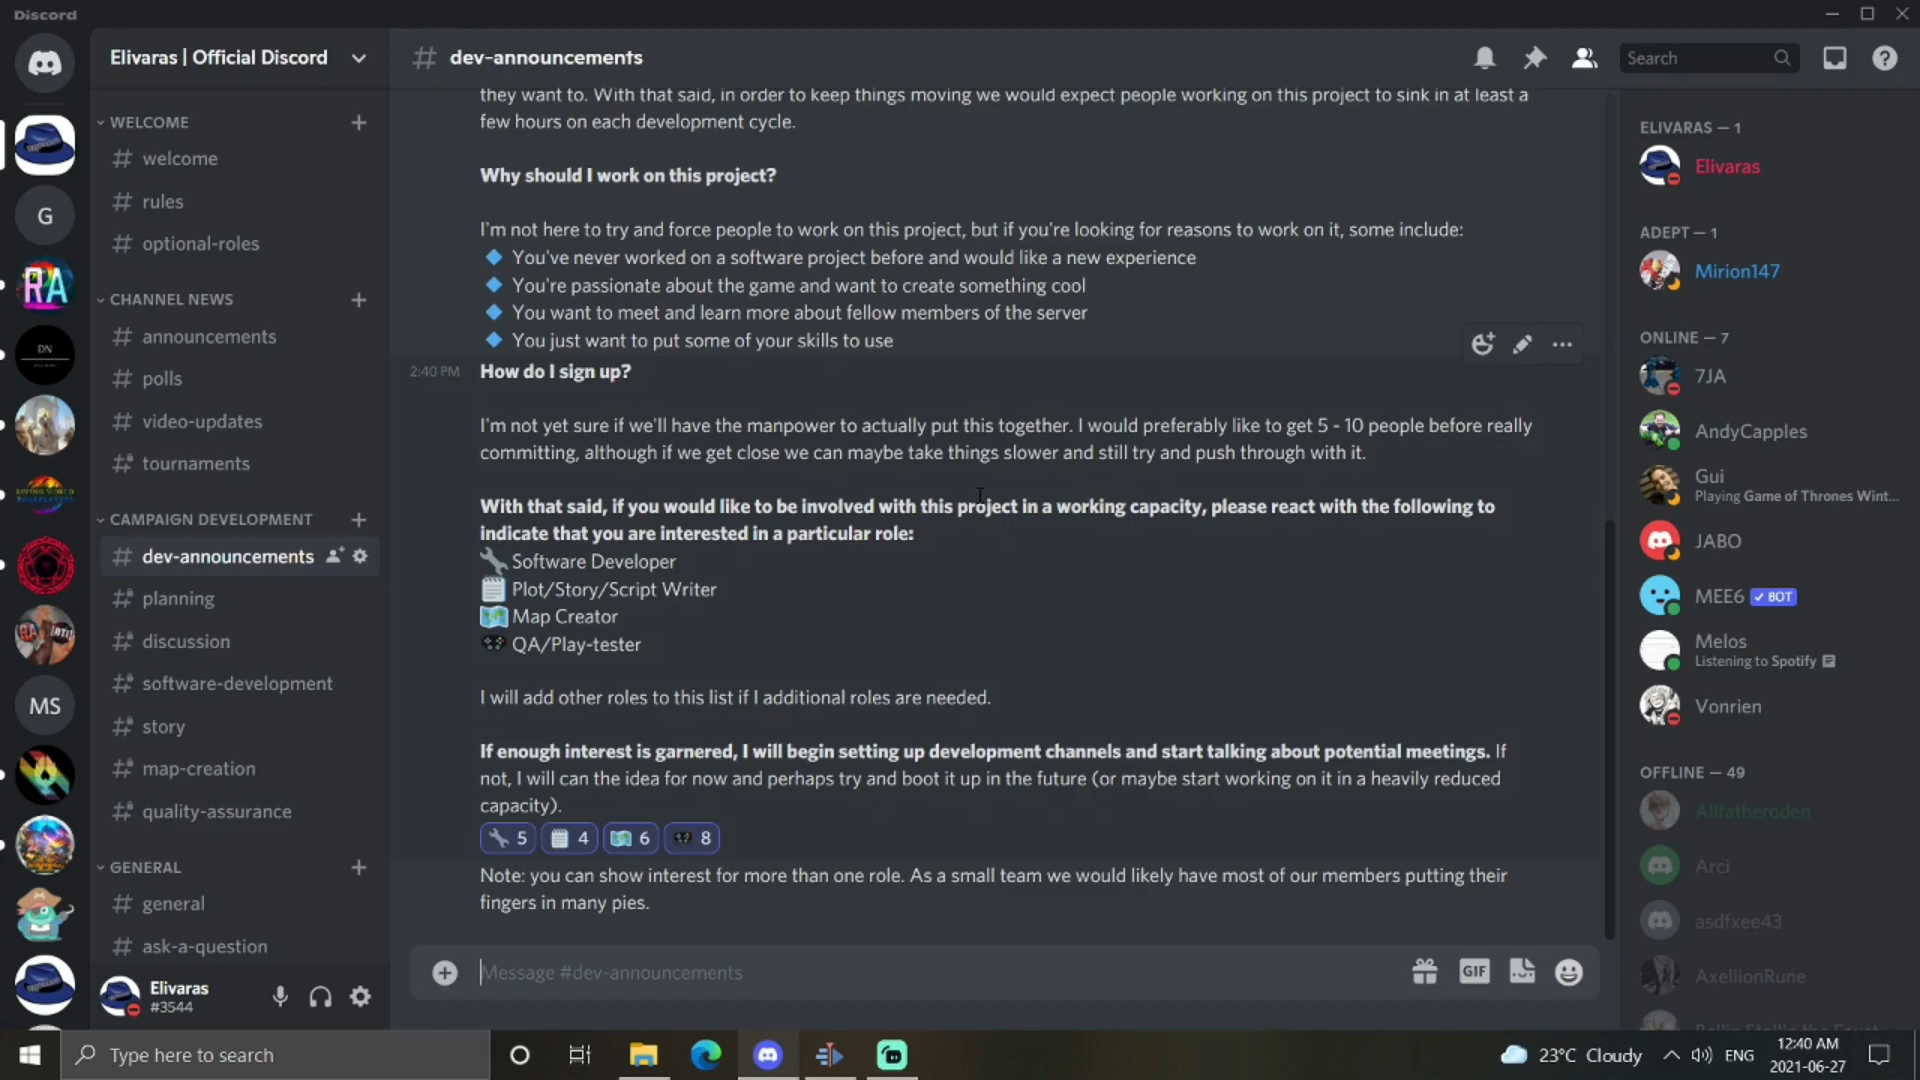 Discord
Elivaras | Official Discord
WELCOME
welcome
rules
optional-roles
CHANNEL NEWS
announcements
polls
video-updates
tournaments
CAMPAIGN DEVELOPMENT
dev-announcements
planning
discussion
software-development
story
map-creation
quality-assurance
GENERAL
general
ask-a-question
Elivaras
#3544
G
RA
DN
MS
dev-announcements
Search
they want to. With that said, in order to keep things moving we would expect people working on this project to sink in at least a
few hours on each development cycle.
Why should I work on this project?
I'm not here to try and force people to work on this project, but if you're looking for reasons to work on it, some include:
You've never worked on a software project before and would like a new experience
You're passionate about the game and want to create something cool
You want to meet and learn more about fellow members of the server
You just want to put some of your skills to use
2:40 PM How do I sign up?
I'm not yet sure if we'll have the manpower to actually put this together. I would preferably like to get 5 - 10 people before really
committing, although if we get close we can maybe take things slower and still try and push through with it.
With that said, if you would like to be involved with this project in a working capacity, please react with the following to
indicate that you are interested in a particular role:
Software Developer
Plot/Story/Script Writer
Map Creator
QA/Play-tester
I will add other roles to this list if I additional roles are needed.
If enough interest is garnered, I will begin setting up development channels and start talking about potential meetings. If
not, I will can the idea for now and perhaps try and boot it up in the future (or maybe start working on it in a heavily reduced
capacity).
5 4 6 8
Note: you can show interest for more than one role. As a small team we would likely have most of our members putting their
fingers in many pies.
Message #dev-announcements
GIF
ELIVARAS — 1
Elivaras
ADEPT — 1
Mirion147
ONLINE — 7
7JA
AndyCapples
Gui
Playing Game of Thrones Wint...
JABO
MEE6 BOT
Melos
Listening to Spotify
Vonrien
OFFLINE — 49
Allfatheroden
Arci
asdfxee43
AxellionRune
Type here to search
23°C Cloudy
ENG
12:40 AM
2021-06-27